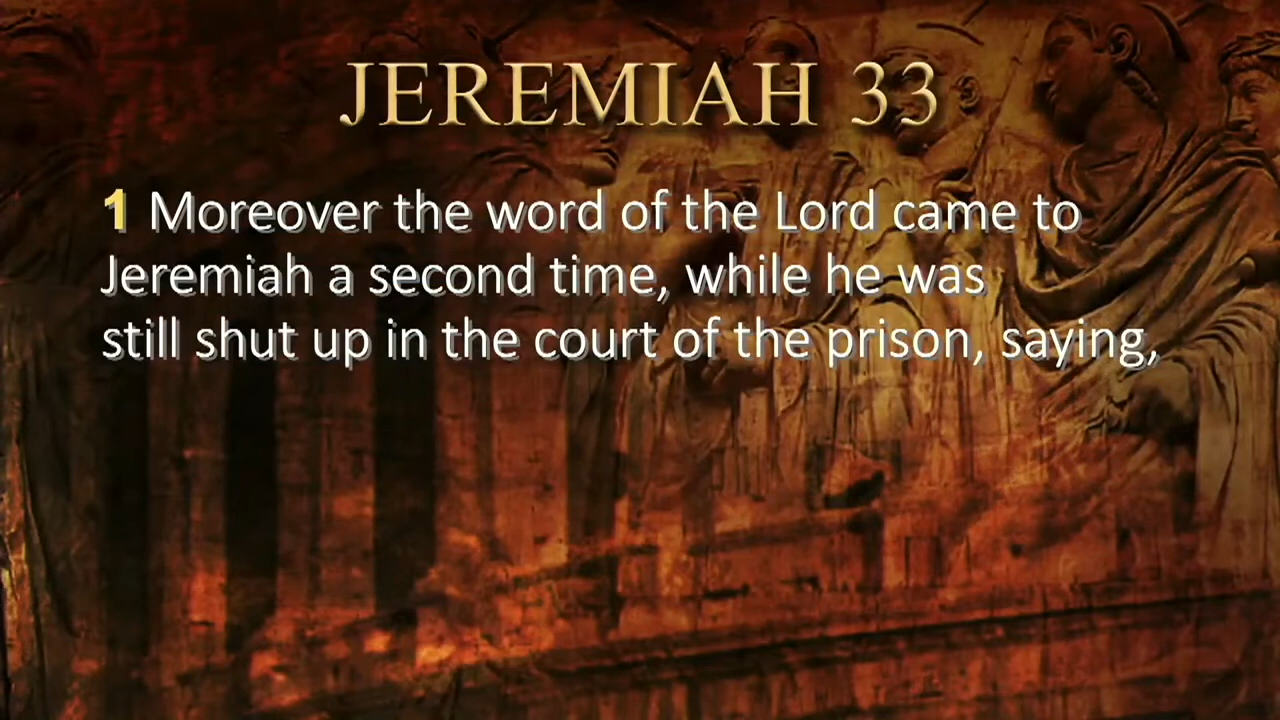 JEREMIAH 33
1 Moreover the word of the Lord came to
Jeremiah a second time, while he was
still shut up in the court of the prison, saying,